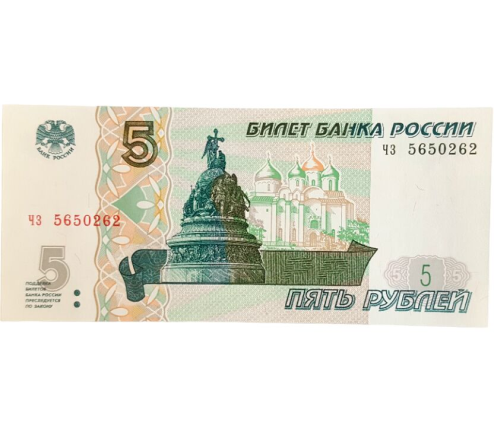 5
БИЛЕТ БАНКА РОССИИ
БАНК РОССИИ
чз 5650262
чз 5650262
5
5 5 5
ПОДДЕЛКА
БИЛЕТОВ
БАНКА РОССИИ
ПРЕСЛЕДУЕТСЯ
ПО ЗАКОНУ
ПЯТЬ РУБЛЕЙ